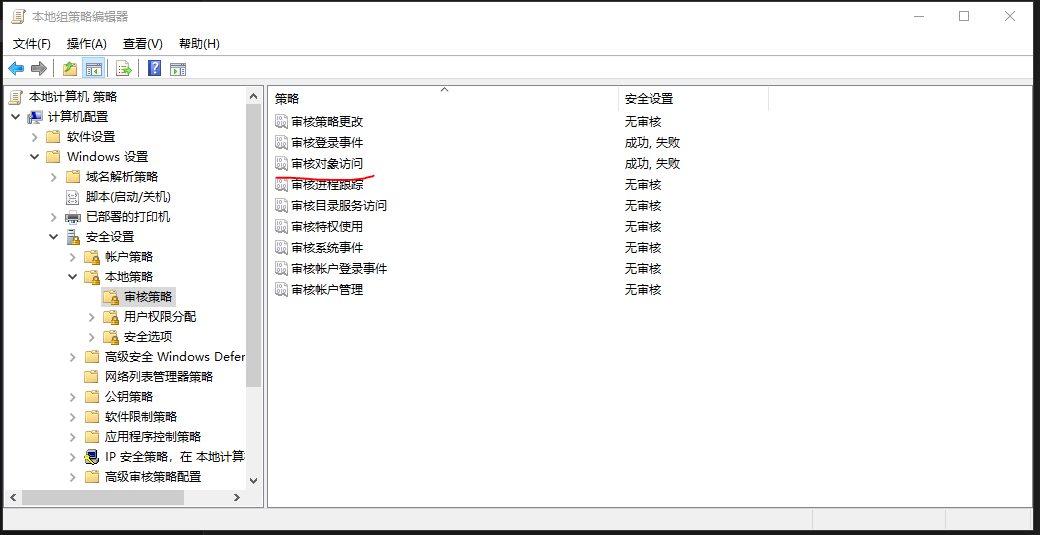 本地组策略编辑器
文件(F) 操作(A) 查看(V) 帮助(H)
本地计算机 策略
计算机配置
软件设置
Windows 设置
域名解析策略
脚本(启动/关机)
已部署的打印机
安全设置
帐户策略
本地策略
审核策略
用户权限分配
安全选项
高级安全 Windows Defer
网络列表管理器策略
公钥策略
软件限制策略
应用程序控制策略
IP 安全策略，在 本地计算
高级审核策略配置
策略 安全设置
审核策略更改 无审核
审核登录事件 成功, 失败
审核对象访问 成功, 失败
审核进程跟踪 无审核
审核目录服务访问 无审核
审核特权使用 无审核
审核系统事件 无审核
审核帐户登录事件 无审核
审核帐户管理 无审核